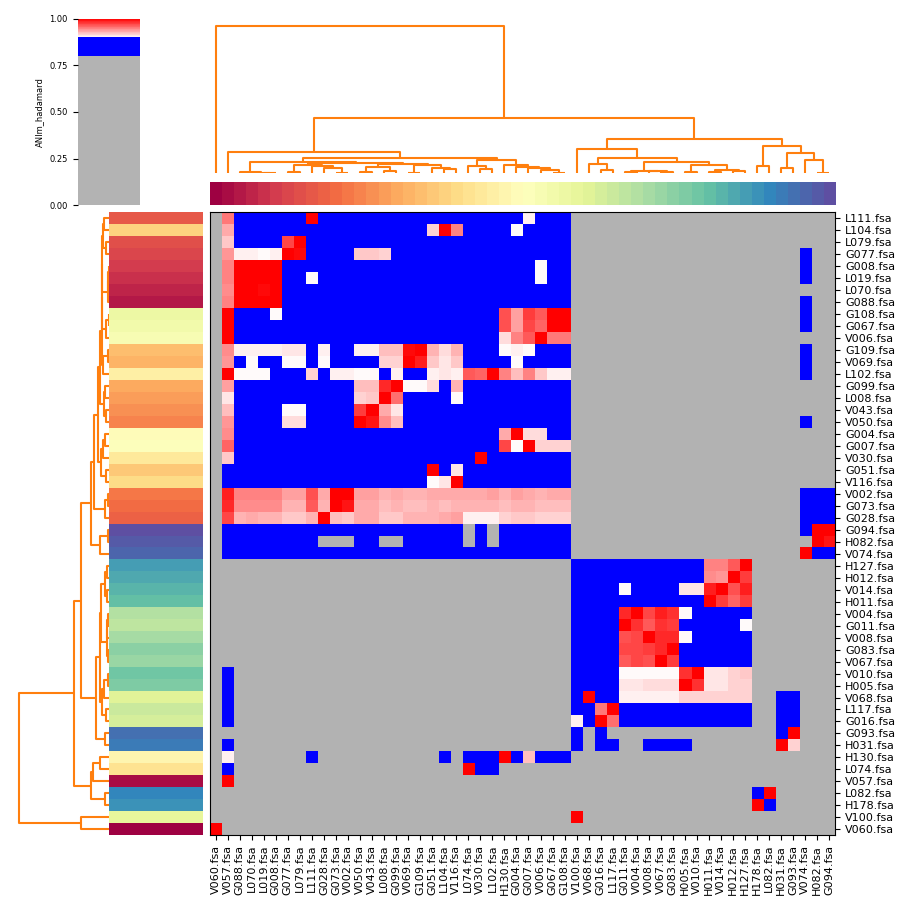 1.00
0.75
0.50
0.25
0.00
ANIm_hadamard
L111.fsa
L104.fsa
L079.fsa
G077.fsa
G008.fsa
L019.fsa
L070.fsa
G088.fsa
G108.fsa
G067.fsa
V006.fsa
G109.fsa
V069.fsa
L102.fsa
G099.fsa
L008.fsa
V043.fsa
V050.fsa
G004.fsa
G007.fsa
V030.fsa
G051.fsa
V116.fsa
V002.fsa
G073.fsa
G028.fsa
G094.fsa
H082.fsa
V074.fsa
H127.fsa
H012.fsa
V014.fsa
H011.fsa
V004.fsa
G011.fsa
V008.fsa
G083.fsa
V067.fsa
V010.fsa
H005.fsa
V068.fsa
L117.fsa
G016.fsa
G093.fsa
H031.fsa
H130.fsa
L074.fsa
V057.fsa
L082.fsa
H178.fsa
V100.fsa
V060.fsa
V060.fsa
V057.fsa
G088.fsa
L070.fsa
L019.fsa
G008.fsa
G077.fsa
L079.fsa
L111.fsa
G028.fsa
G073.fsa
V002.fsa
V050.fsa
V043.fsa
L008.fsa
G099.fsa
V069.fsa
G109.fsa
G051.fsa
L104.fsa
V116.fsa
L074.fsa
V030.fsa
L102.fsa
H130.fsa
G004.fsa
G007.fsa
V006.fsa
G067.fsa
G108.fsa
V100.fsa
V068.fsa
G016.fsa
L117.fsa
G011.fsa
V004.fsa
V008.fsa
V067.fsa
G083.fsa
H005.fsa
V010.fsa
H011.fsa
V014.fsa
H012.fsa
H127.fsa
H178.fsa
L082.fsa
H031.fsa
G093.fsa
V074.fsa
H082.fsa
G094.fsa